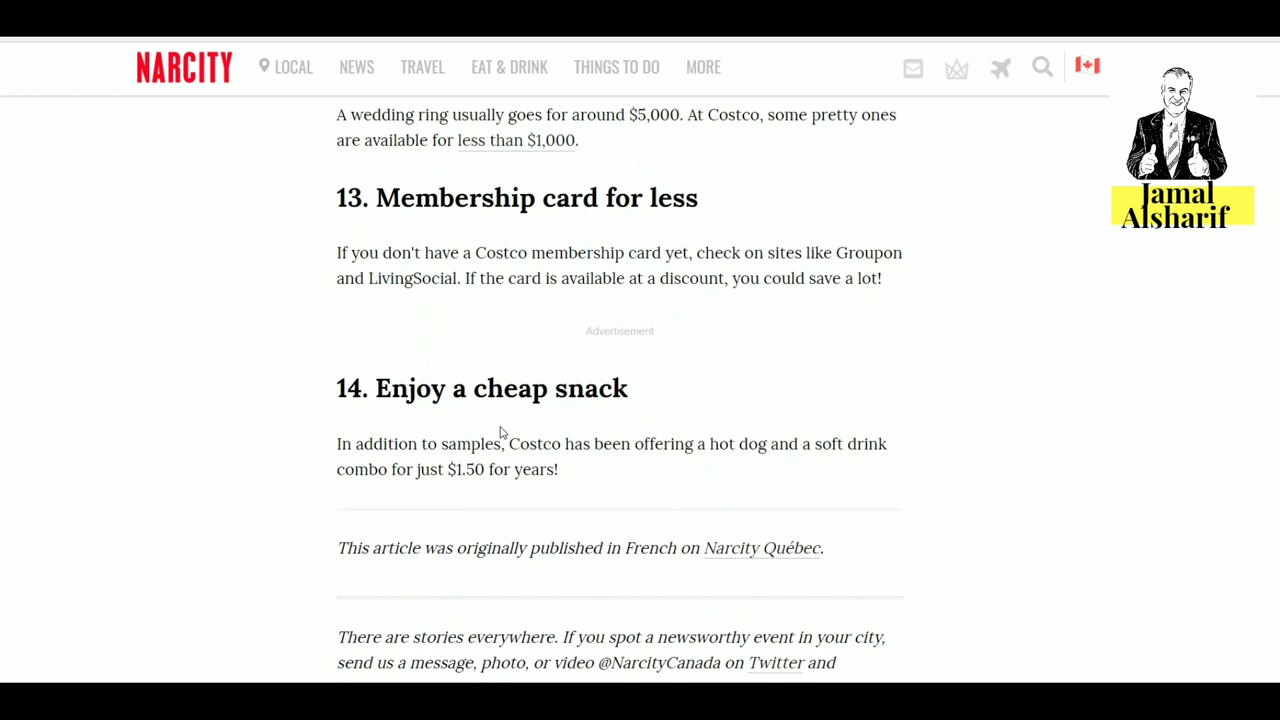 NARCITY LOCAL NEWS TRAVEL EAT & DRINK THINGS TO DO MORE
Jamal
Alsharif
A wedding ring usually goes for around $5,000. At Costco, some pretty ones
are available for less than $1,000.
13. Membership card for less
If you don't have a Costco membership card yet, check on sites like Groupon
and LivingSocial. If the card is available at a discount, you could save a lot!
Advertisement
14. Enjoy a cheap snack
In addition to samples, Costco has been offering a hot dog and a soft drink
combo for just $1.50 for years!
This article was originally published in French on Narcity Québec.
There are stories everywhere. If you spot a newsworthy event in your city,
send us a message, photo, or video @NarcityCanada on Twitter and